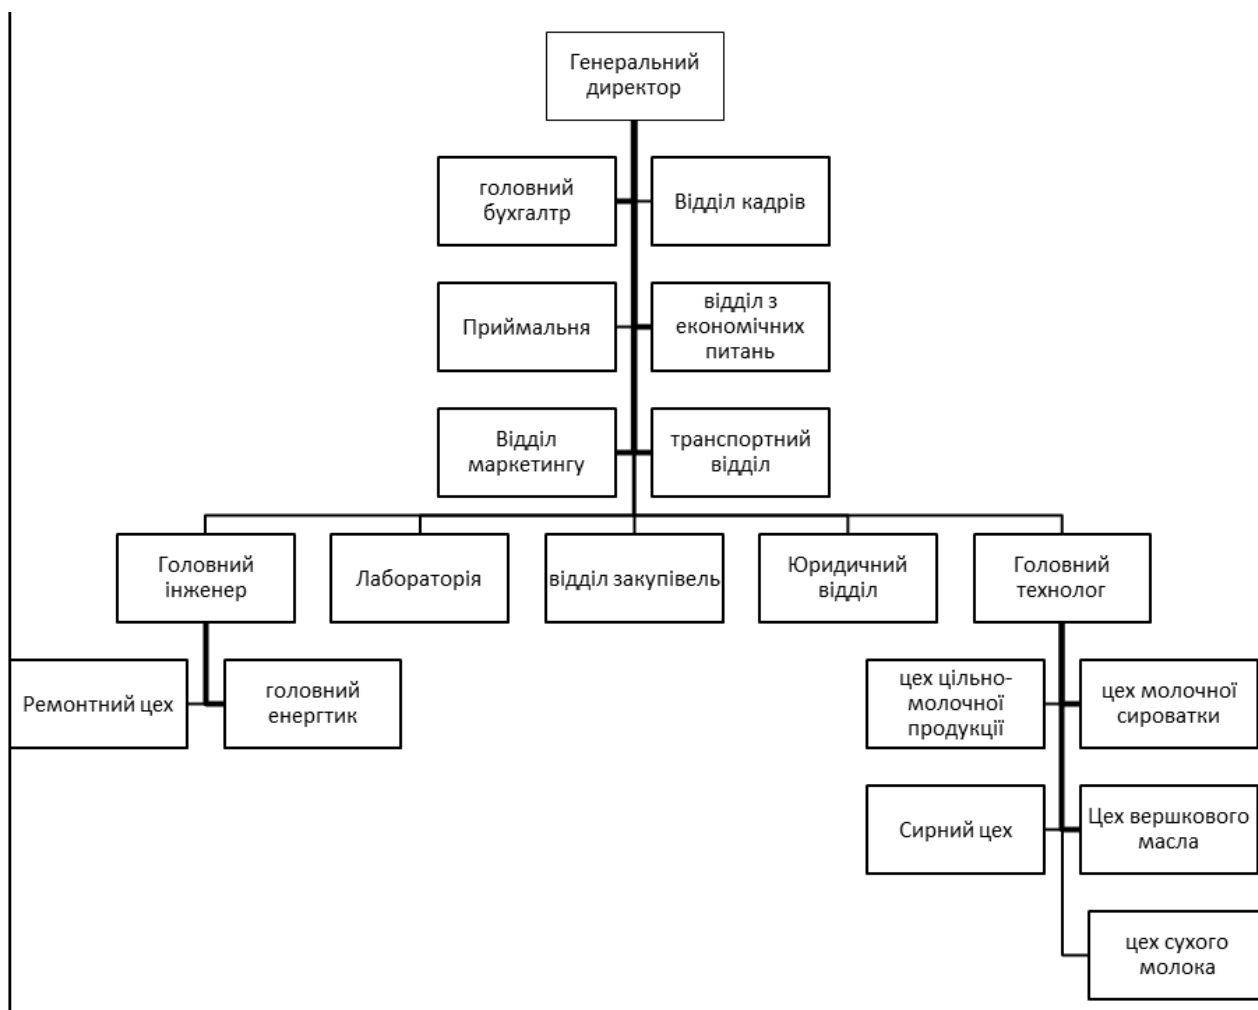 Генеральний
директор
головний
бухгалтр
Відділ кадрів
Приймальня
відділ з
економічних
питань
Відділ
маркетингу
транспортний
відділ
Головний
інженер
Лабораторія
відділ закупівель
Юридичний
відділ
Головний
технолог
Ремонтний цех
головний
енергтик
цех цільно-
молочної
продукції
цех молочної
сироватки
Сирний цех
Цех вершкового
масла
цех сухого
молока